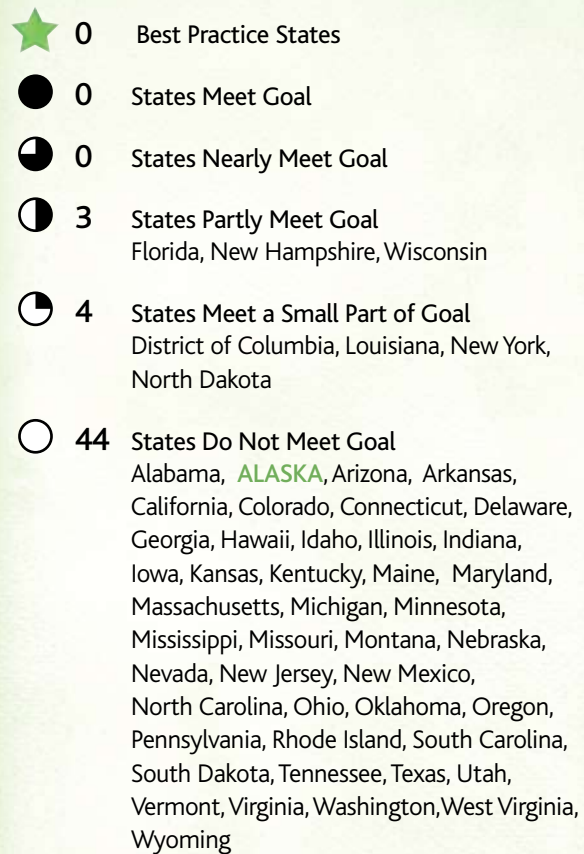 0 Best Practice States
0 States Meet Goal
0 States Nearly Meet Goal
3 States Partly Meet Goal
Florida, New Hampshire, Wisconsin
4 States Meet a Small Part of Goal
District of Columbia, Louisiana, New York,
North Dakota
44 States Do Not Meet Goal
Alabama, ALASKA, Arizona, Arkansas,
California, Colorado, Connecticut, Delaware,
Georgia, Hawaii, Idaho, Illinois, Indiana,
Iowa, Kansas, Kentucky, Maine, Maryland,
Massachusetts, Michigan, Minnesota,
Mississippi, Missouri, Montana, Nebraska,
Nevada, New Jersey, New Mexico,
North Carolina, Ohio, Oklahoma, Oregon,
Pennsylvania, Rhode Island, South Carolina,
South Dakota, Tennessee, Texas, Utah,
Vermont, Virginia, Washington, West Virginia,
Wyoming